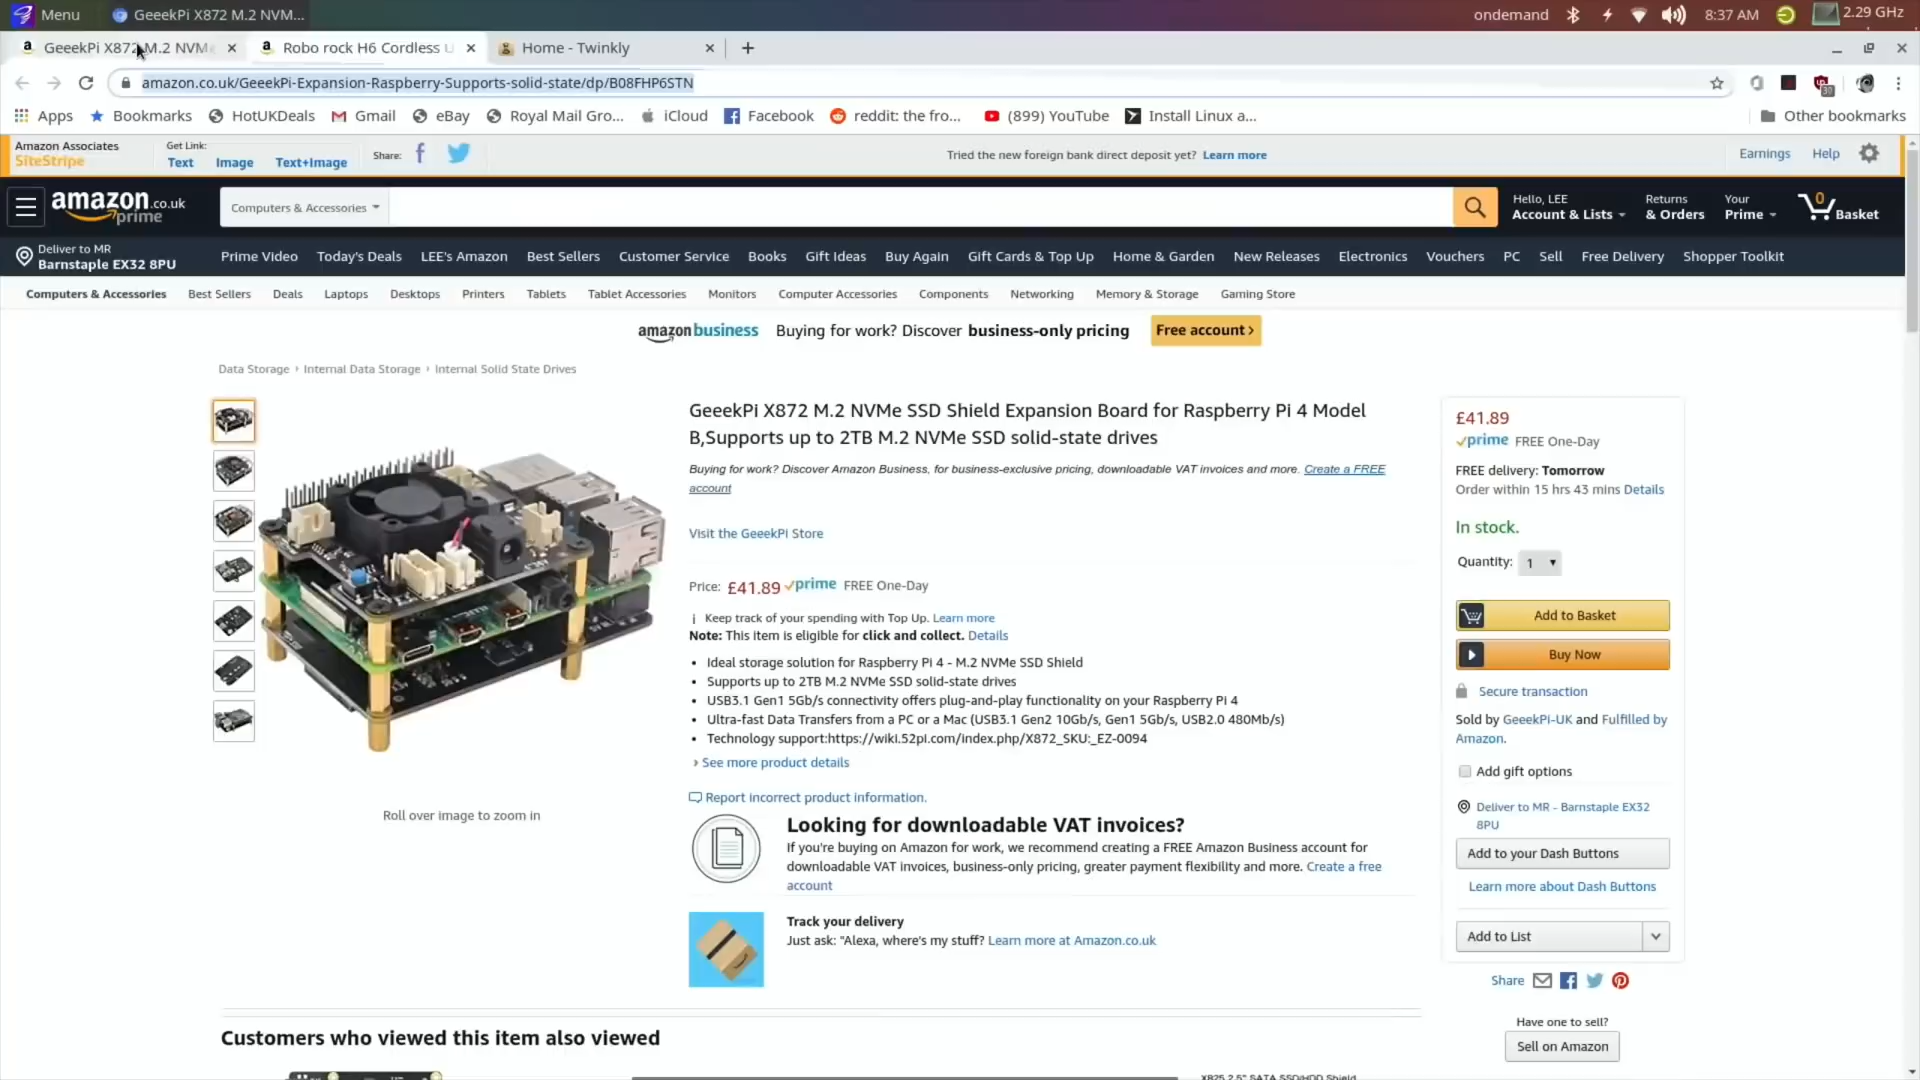 Menu
GeeekPi X872 M.2 NVM...
ondemand
8:37 AM
2.29 GHz
GeeekPi X872 M.2 NVMe
Robo rock H6 Cordless U
Home - Twinkly
amazon.co.uk/GeeekPi-Expansion-Raspberry-Supports-solid-state/dp/B08FHP6STN
Apps
Bookmarks
HotUKDeals
Gmail
eBay
Royal Mail Gro...
iCloud
Facebook
reddit: the fro...
(899) YouTube
Install Linux a...
Other bookmarks
Amazon Associates
SiteStripe
Get Link:
Text
Image
Text+Image
Share:
Tried the new foreign bank direct deposit yet? Learn more
Earnings
Help
amazon.co.uk
prime
Computers & Accessories
Hello, LEE
Account & Lists
Returns
& Orders
Your
Prime
0
Basket
Deliver to MR
Barnstaple EX32 8PU
Prime Video
Today's Deals
LEE's Amazon
Best Sellers
Customer Service
Books
Gift Ideas
Buy Again
Gift Cards & Top Up
Home & Garden
New Releases
Electronics
Vouchers
PC
Sell
Free Delivery
Shopper Toolkit
Computers & Accessories
Best Sellers
Deals
Laptops
Desktops
Printers
Tablets
Tablet Accessories
Monitors
Computer Accessories
Components
Networking
Memory & Storage
Gaming Store
amazon business
Buying for work? Discover business-only pricing
Free account ›
Data Storage › Internal Data Storage › Internal Solid State Drives
GeeekPi X872 M.2 NVMe SSD Shield Expansion Board for Raspberry Pi 4 Model
B,Supports up to 2TB M.2 NVMe SSD solid-state drives
Buying for work? Discover Amazon Business, for business-exclusive pricing, downloadable VAT invoices and more. Create a FREE
account
Visit the GeeekPi Store
Price: £41.89 prime FREE One-Day
Keep track of your spending with Top Up. Learn more
Note: This item is eligible for click and collect. Details
• Ideal storage solution for Raspberry Pi 4 - M.2 NVMe SSD Shield
• Supports up to 2TB M.2 NVMe SSD solid-state drives
• USB3.1 Gen1 5Gb/s connectivity offers plug-and-play functionality on your Raspberry Pi 4
• Ultra-fast Data Transfers from a PC or a Mac (USB3.1 Gen2 10Gb/s, Gen1 5Gb/s, USB2.0 480Mb/s)
• Technology support:https://wiki.52pi.com/index.php/X872_SKU:_EZ-0094
› See more product details
Report incorrect product information.
Looking for downloadable VAT invoices?
If you're buying on Amazon for work, we recommend creating a FREE Amazon Business account for
downloadable VAT invoices, business-only pricing, greater payment flexibility and more. Create a free
account
Track your delivery
Just ask: "Alexa, where's my stuff? Learn more at Amazon.co.uk
Roll over image to zoom in
£41.89
prime FREE One-Day
FREE delivery: Tomorrow
Order within 15 hrs 43 mins Details
In stock.
Quantity: 1
Add to Basket
Buy Now
Secure transaction
Sold by GeeekPi-UK and Fulfilled by
Amazon.
Add gift options
Deliver to MR - Barnstaple EX32
8PU
Add to your Dash Buttons
Learn more about Dash Buttons
Add to List
Share
Have one to sell?
Sell on Amazon
Customers who viewed this item also viewed